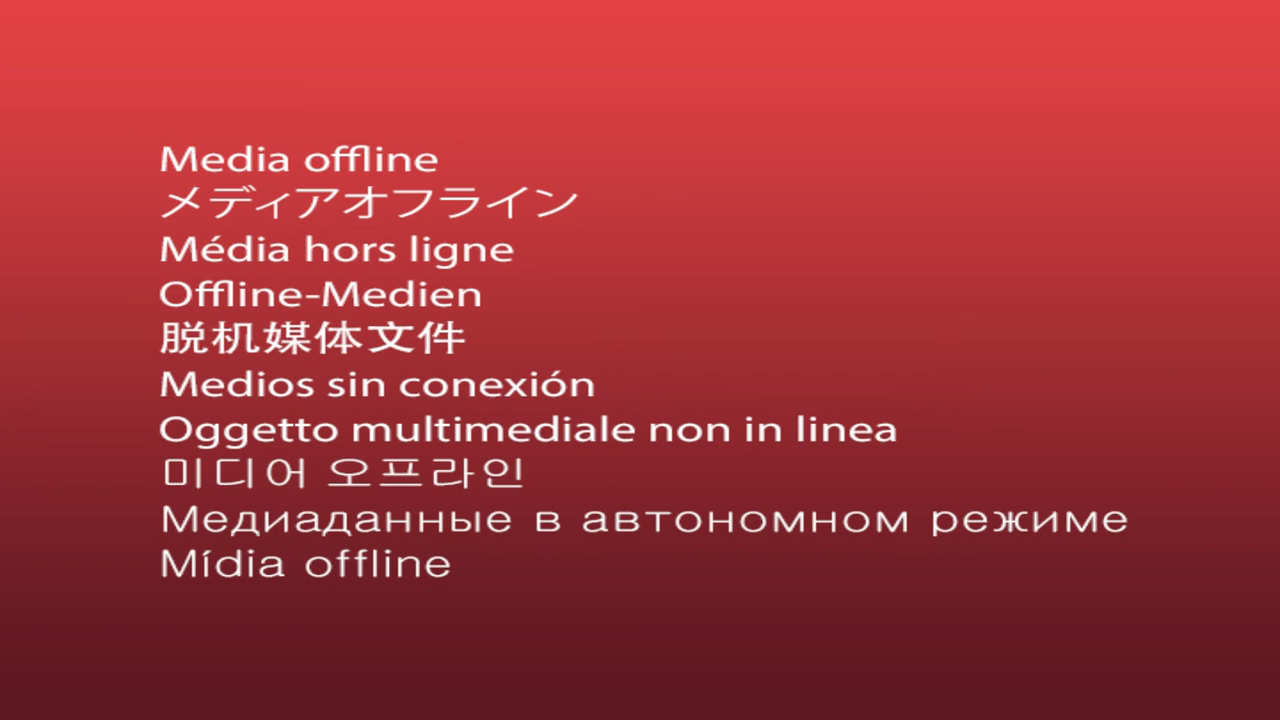 Media offline
メディアオフライン
Média hors ligne
Offline-Medien
脱机媒体文件
Medios sin conexión
Oggetto multimediale non in linea
미디어 오프라인
Медиаданные в автономном режиме
Mídia offline